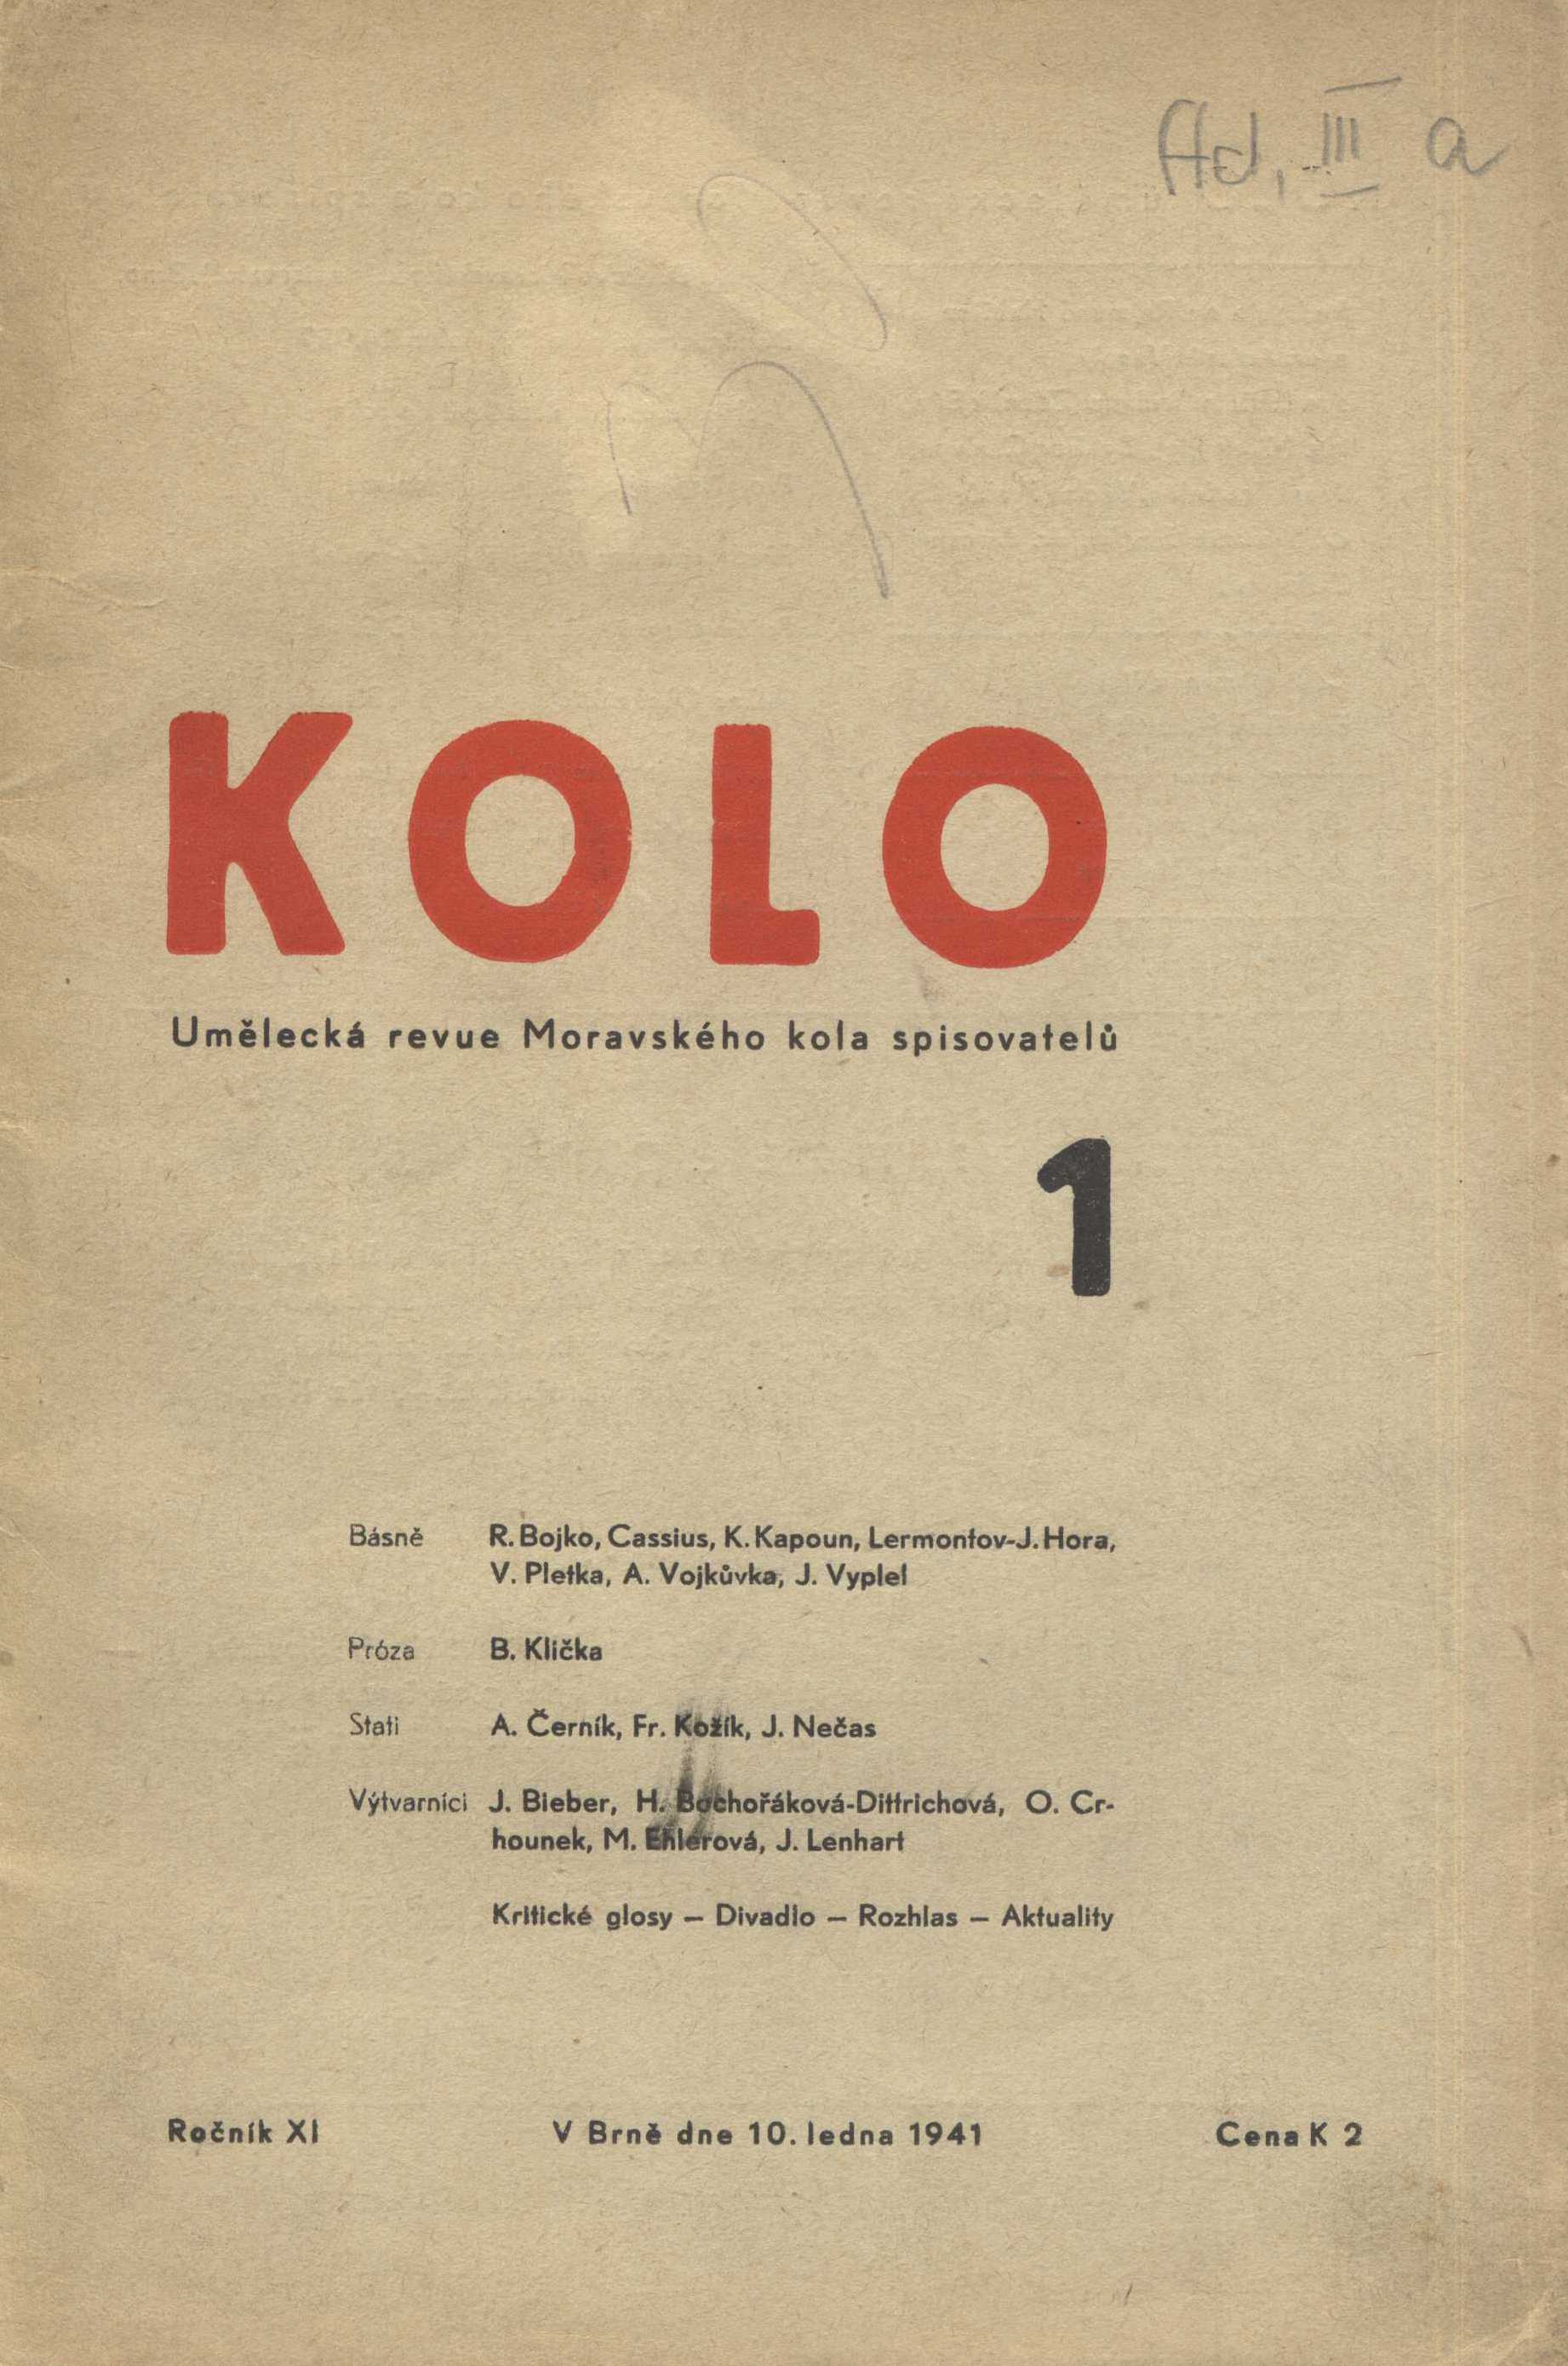 Ad, III a
KOLO
Umělecká revue Moravského kola spisovatelů
1
Básně R. Bojko, Cassius, K. Kapoun, Lermontov-J. Hora,
V. Pletka, A. Vojkůvka, J. Vyplel
Próza B. Klička
Stati A. Černík, Fr. Kožík, J. Nečas
Výtvarníci J. Bieber, H. Bochořáková-Dittrichová, O. Cr-
hounek, M. Ehlerová, J. Lenhart
Kritické glosy – Divadlo – Rozhlas – Aktuality
Ročník XI V Brně dne 10. ledna 1941 Cena K 2